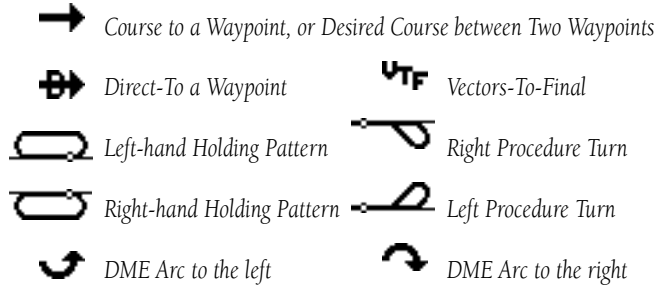 Course to a Waypoint, or Desired Course between Two Waypoints
Direct-To a Waypoint
VTF Vectors-To-Final
Left-hand Holding Pattern
Right Procedure Turn
Right-hand Holding Pattern
Left Procedure Turn
DME Arc to the left
DME Arc to the right